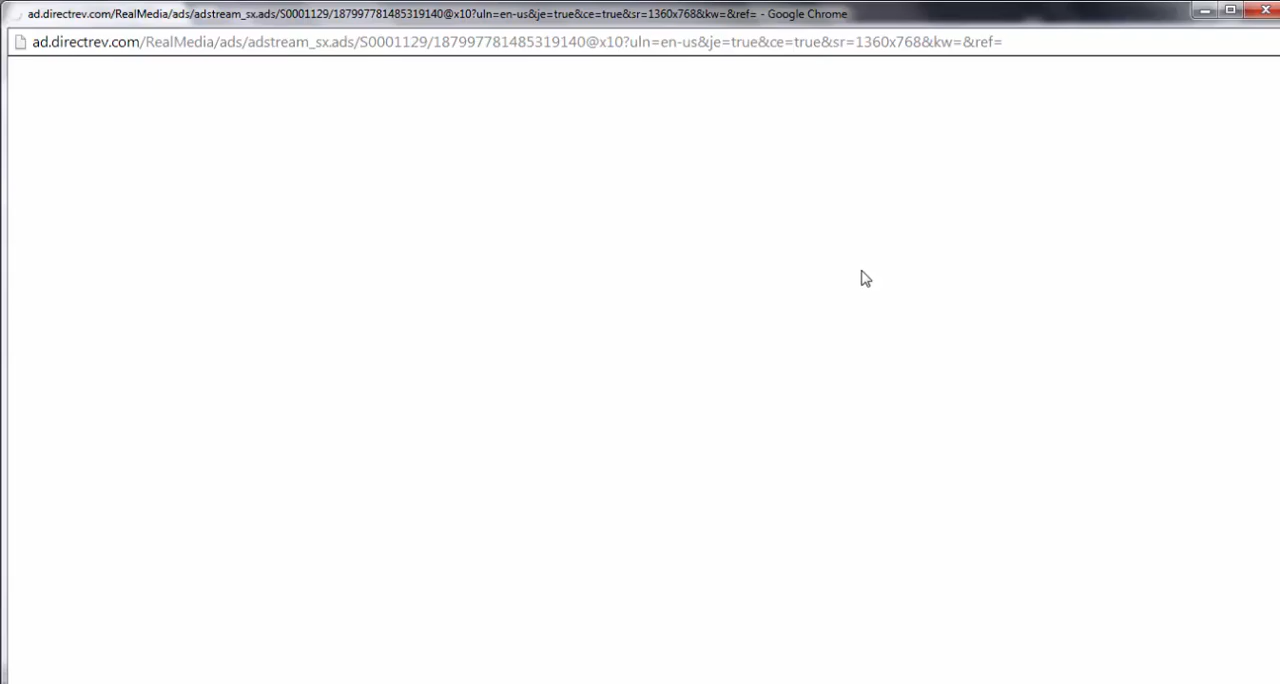 ad.directrev.com/RealMedia/ads/adstream_sx.ads/S0001129/187997781485319140@x10?uln=en-us&je=true&ce=true&sr=1360x768&kw=&ref= - Google Chrome
ad.directrev.com/RealMedia/ads/adstream_sx.ads/S0001129/187997781485319140@x10?uln=en-us&je=true&ce=true&sr=1360x768&kw=&ref=